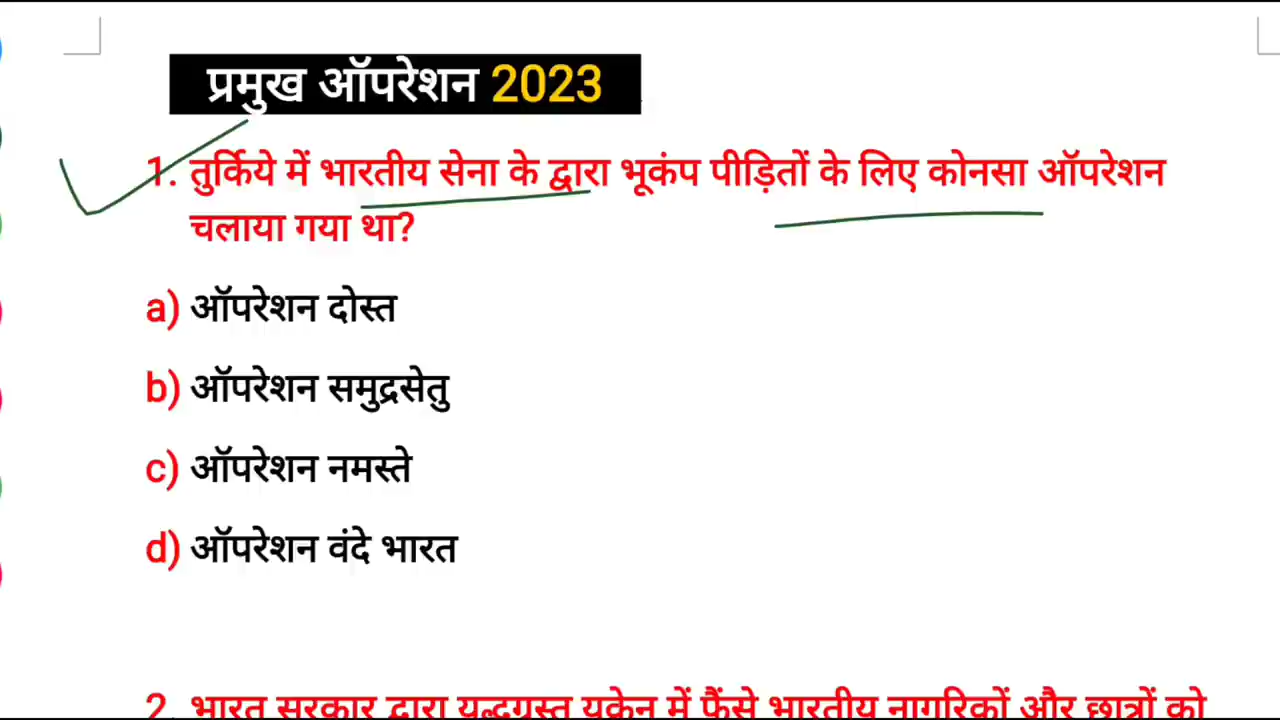 प्रमुख ऑपरेशन 2023
1. तुर्किये में भारतीय सेना के द्वारा भूकंप पीड़ितों के लिए कोनसा ऑपरेशन
चलाया गया था?
a) ऑपरेशन दोस्त
b) ऑपरेशन समुद्रसेतु
c) ऑपरेशन नमस्ते
d) ऑपरेशन वंदे भारत
2. भारत सरकार द्वारा युद्धग्रस्त यूक्रेन में फैंसे भारतीय नागरिकों और छात्रों को